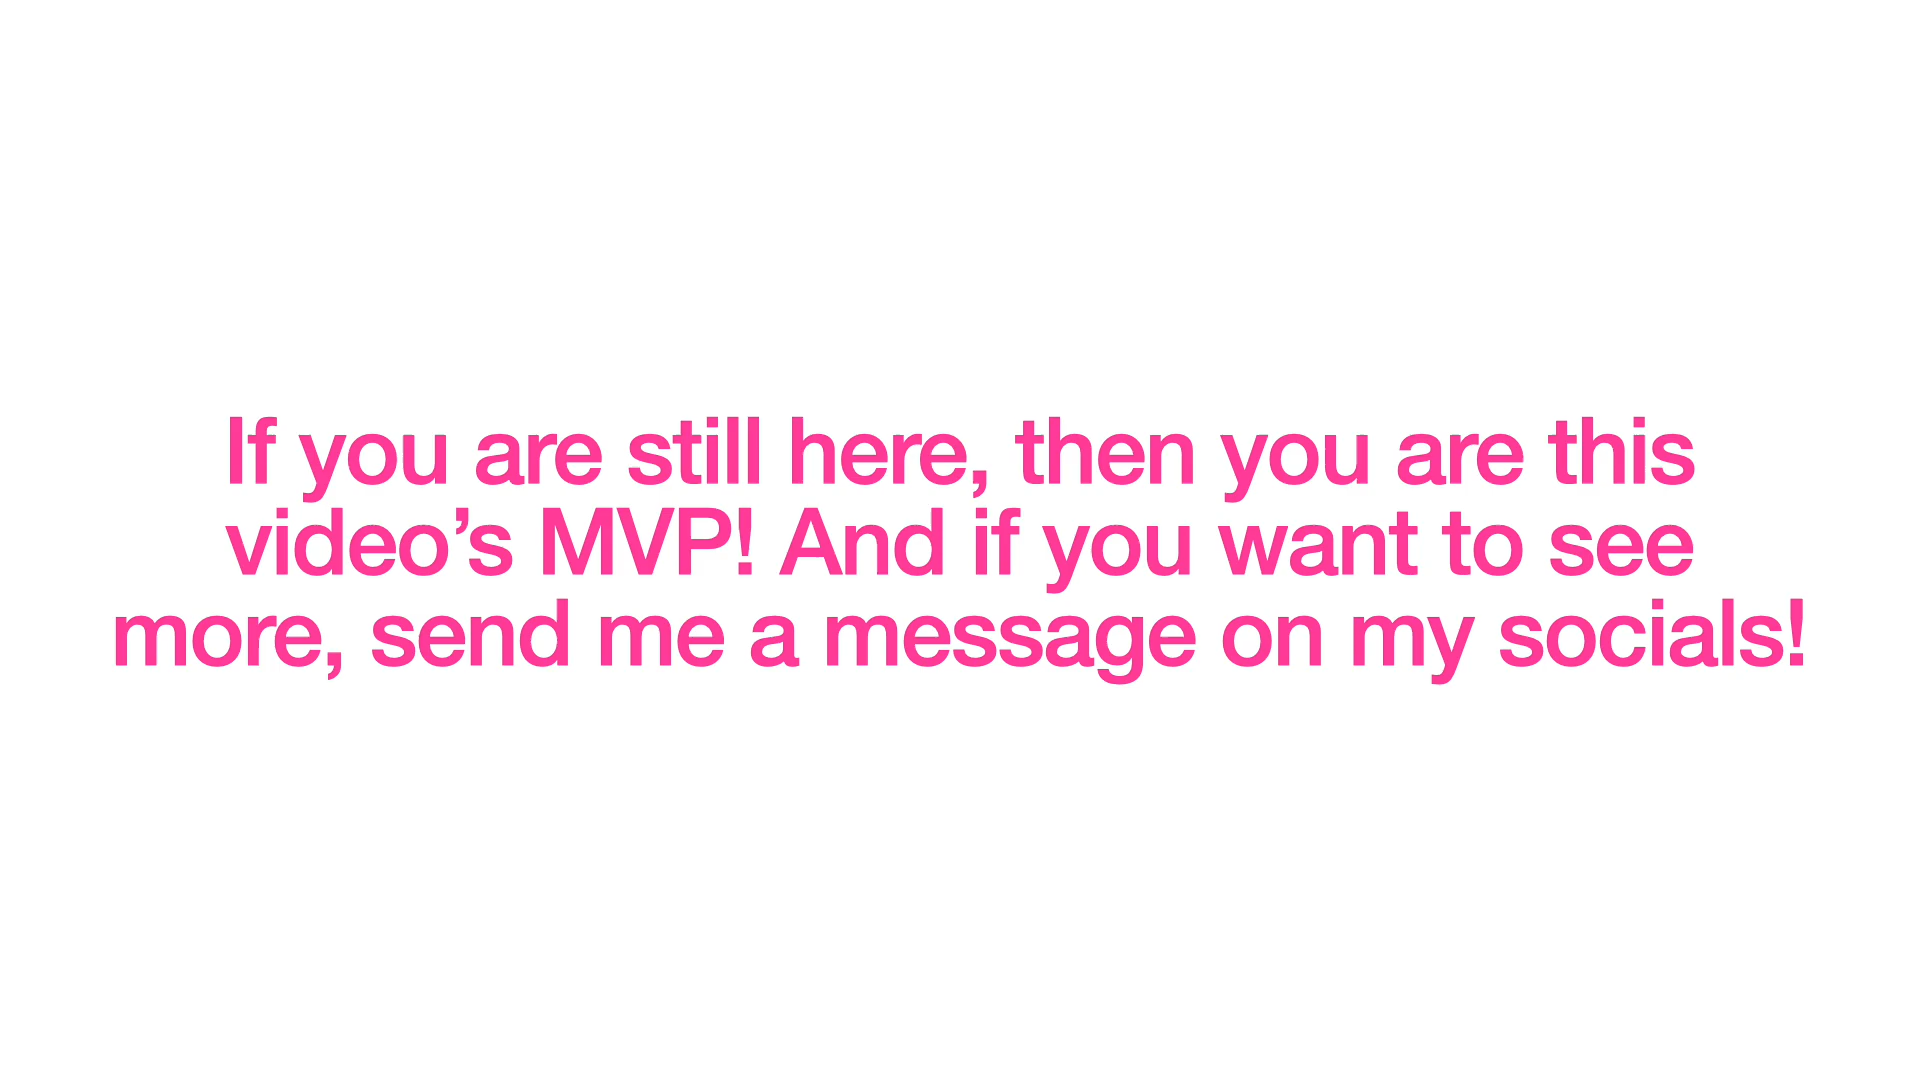 If you are still here, then you are this
video’s MVP! And if you want to see
more, send me a message on my socials!